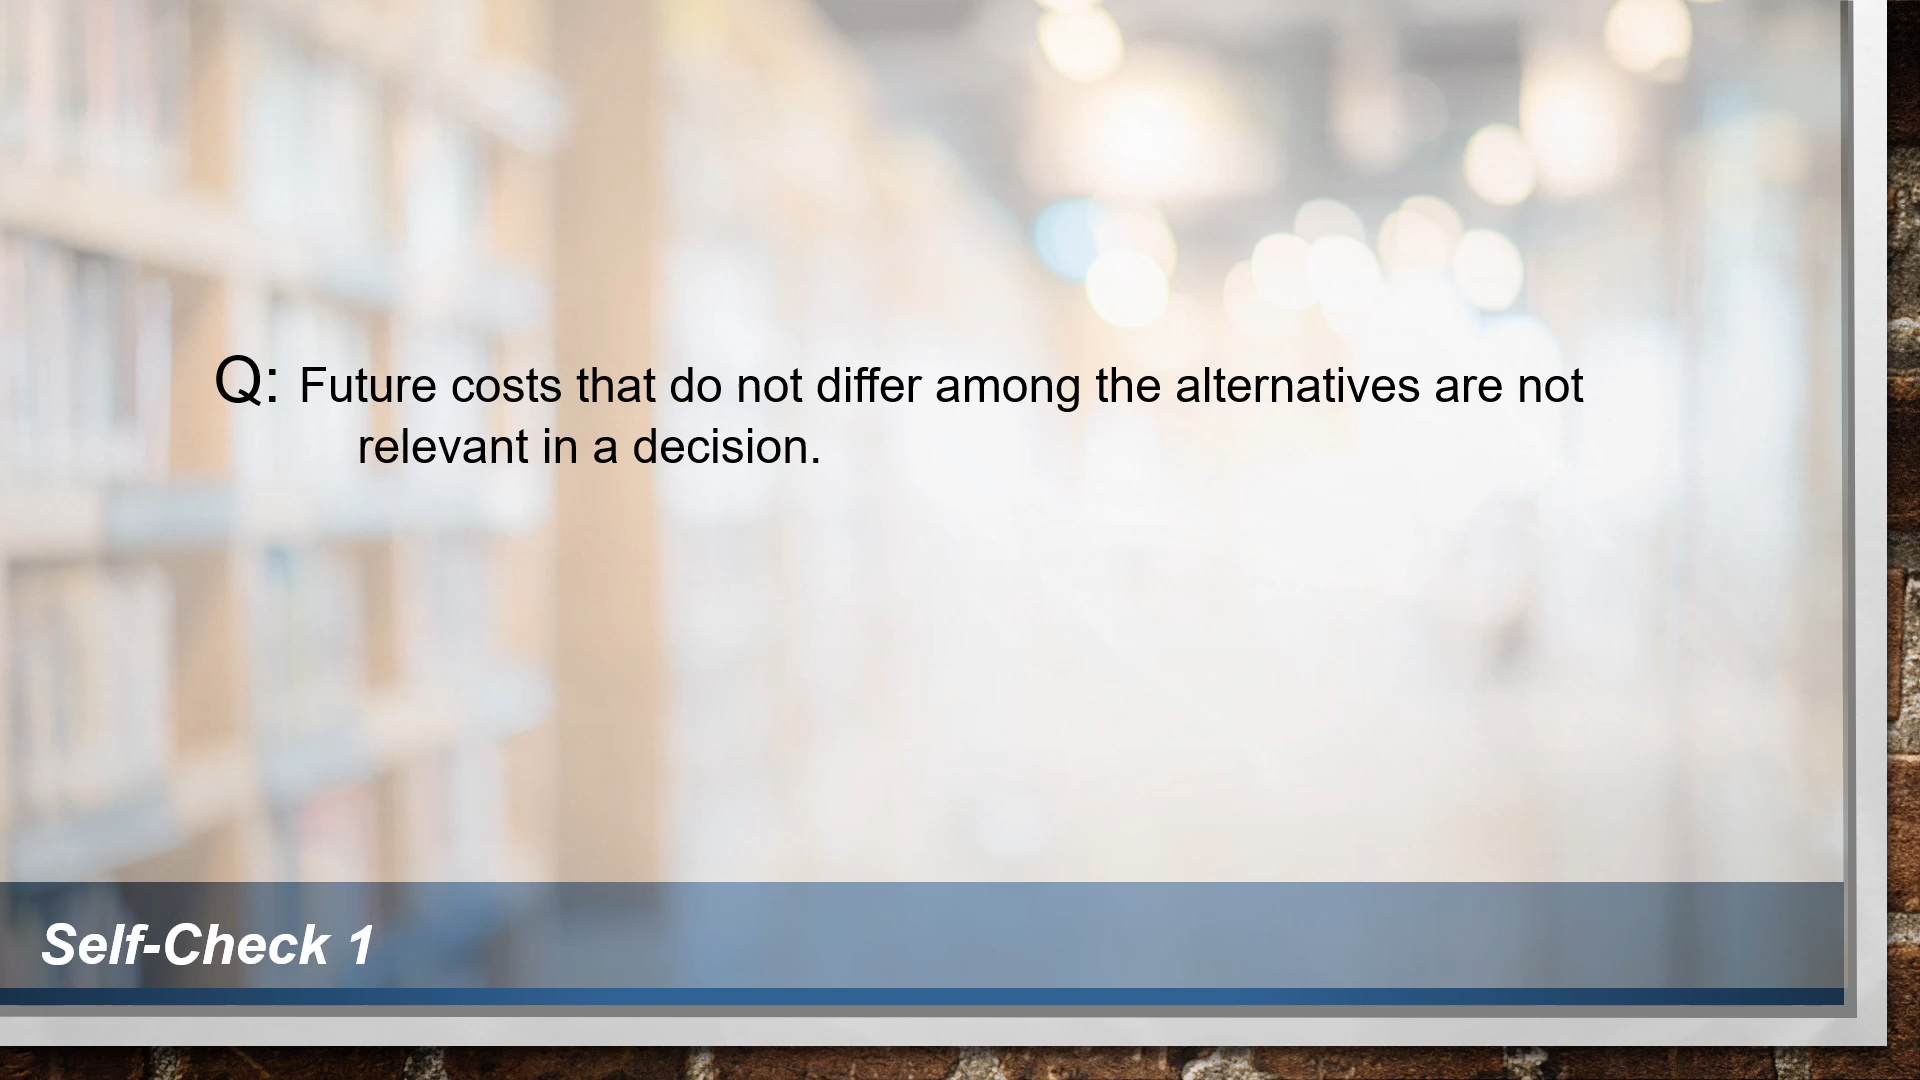 Q: Future costs that do not differ among the alternatives are not
relevant in a decision.
Self-Check 1